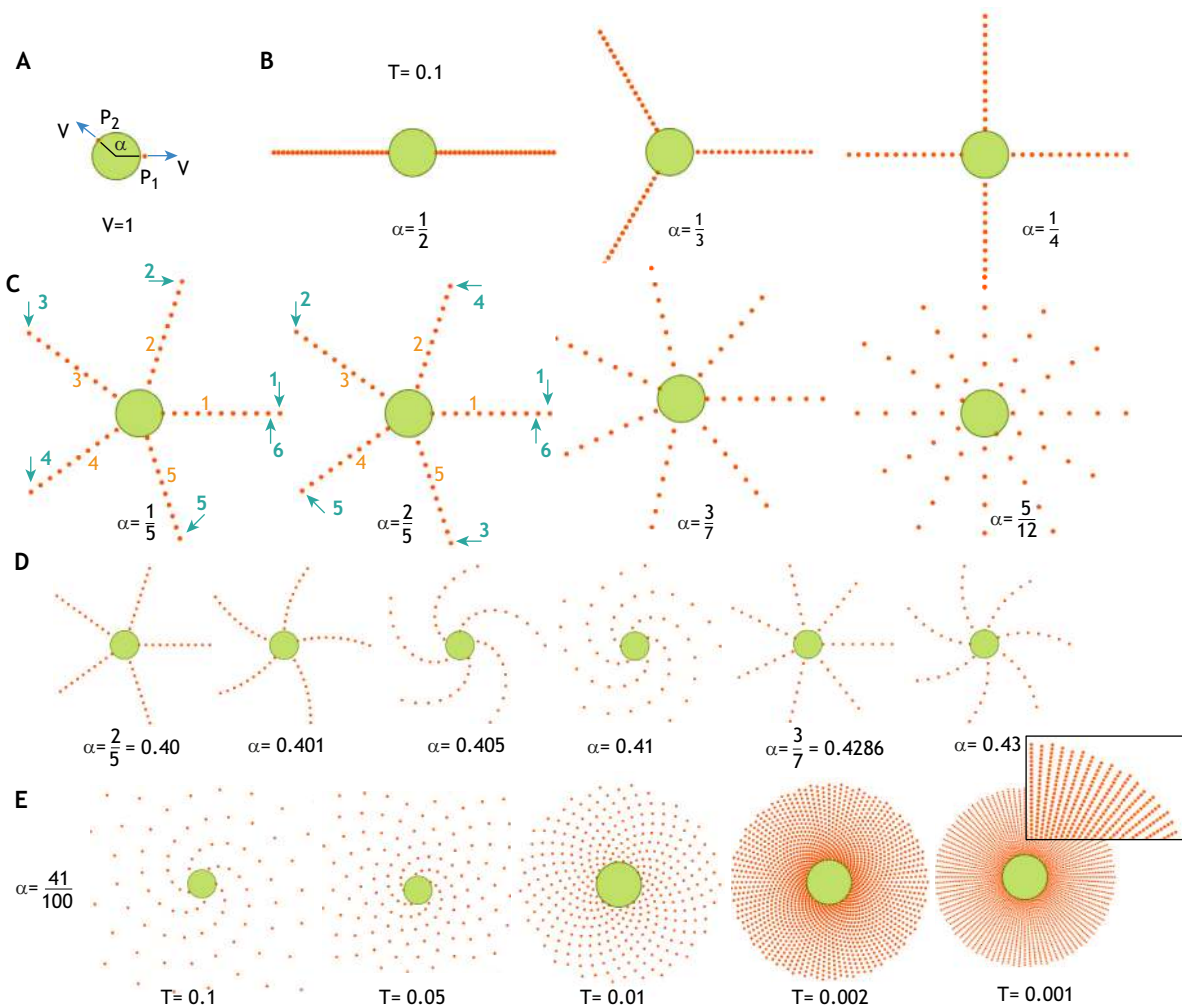 A
P₂
V
α
V
P₁
V=1
B
T= 0.1
α= 1/2
α= 1/3
α= 1/4
C
3
2
2
3
1
1
6
4
4
5
5
α= 1/5
2
4
2
3
1
1
6
4
5
5
3
α= 2/5
α= 3/7
α= 5/12
D
α= 2/5 = 0.40
α= 0.401
α= 0.405
α= 0.41
α= 3/7 = 0.4286
α= 0.43
E
α= 41/100
T= 0.1
T= 0.05
T= 0.01
T= 0.002
T= 0.001